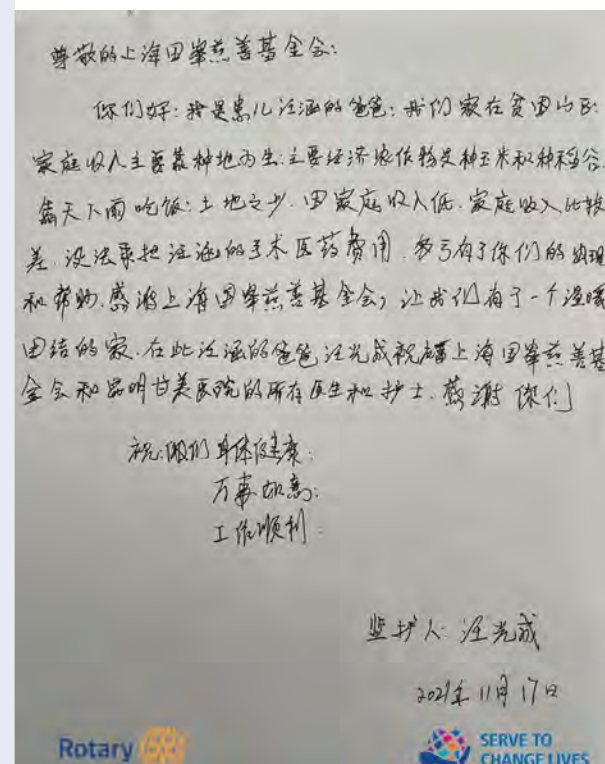 尊敬的上海田峯慈善基金会:
你们好:我是患儿汪涵的爸爸:我们家在贫困山区:
家庭收入主要靠种地为生:主要经济农作物是种玉米和种稻谷.
靠天下雨吃饭:土地之少.因家庭收入低.家庭收入比较
差.没法承担汪涵的手术医药费用.多亏有了你们的出现
和帮助.感谢上海田峯慈善基金会,让我们有了一个温暖
团结的家.在此汪涵的爸爸汪光成祝福上海田峯慈善基
金会和昆明甘美医院的所有医生和护士.感谢你们
祝:你们身体健康:
万事如意:
工作顺利.
监护人:汪光成
2021年11月17日
Rotary
SERVE TO
CHANGE LIVES